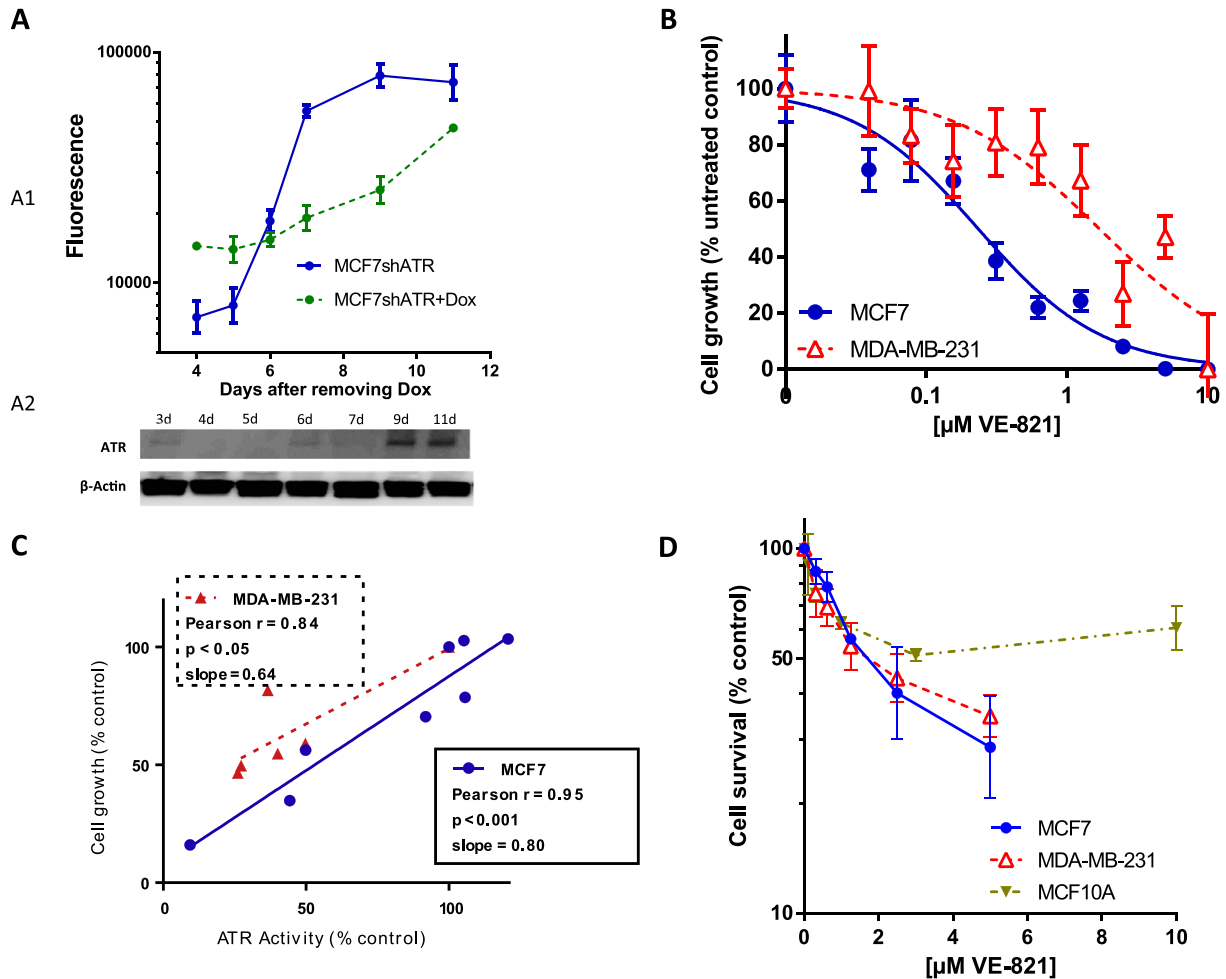 A
A1
100000
10000
Fluorescence
MCF7shATR
MCF7shATR+Dox
4 6 8 10 12
Days after removing Dox
A2
3d 4d 5d 6d 7d 9d 11d
ATR
β-Actin
B
Cell growth (% untreated control)
100
80
60
40
20
0
MCF7
MDA-MB-231
0 0.1 1 10
[µM VE-821]
C
MDA-MB-231
Pearson r = 0.84
p < 0.05
slope=0.64
Cell growth (% control)
100
50
0
MCF7
Pearson r = 0.95
p<0.001
slope = 0.80
0 50 100
ATR Activity (% control)
D
Cell survival (% control)
100
50
10
MCF7
MDA-MB-231
MCF10A
0 2 4 6 8 10
[µM VE-821]